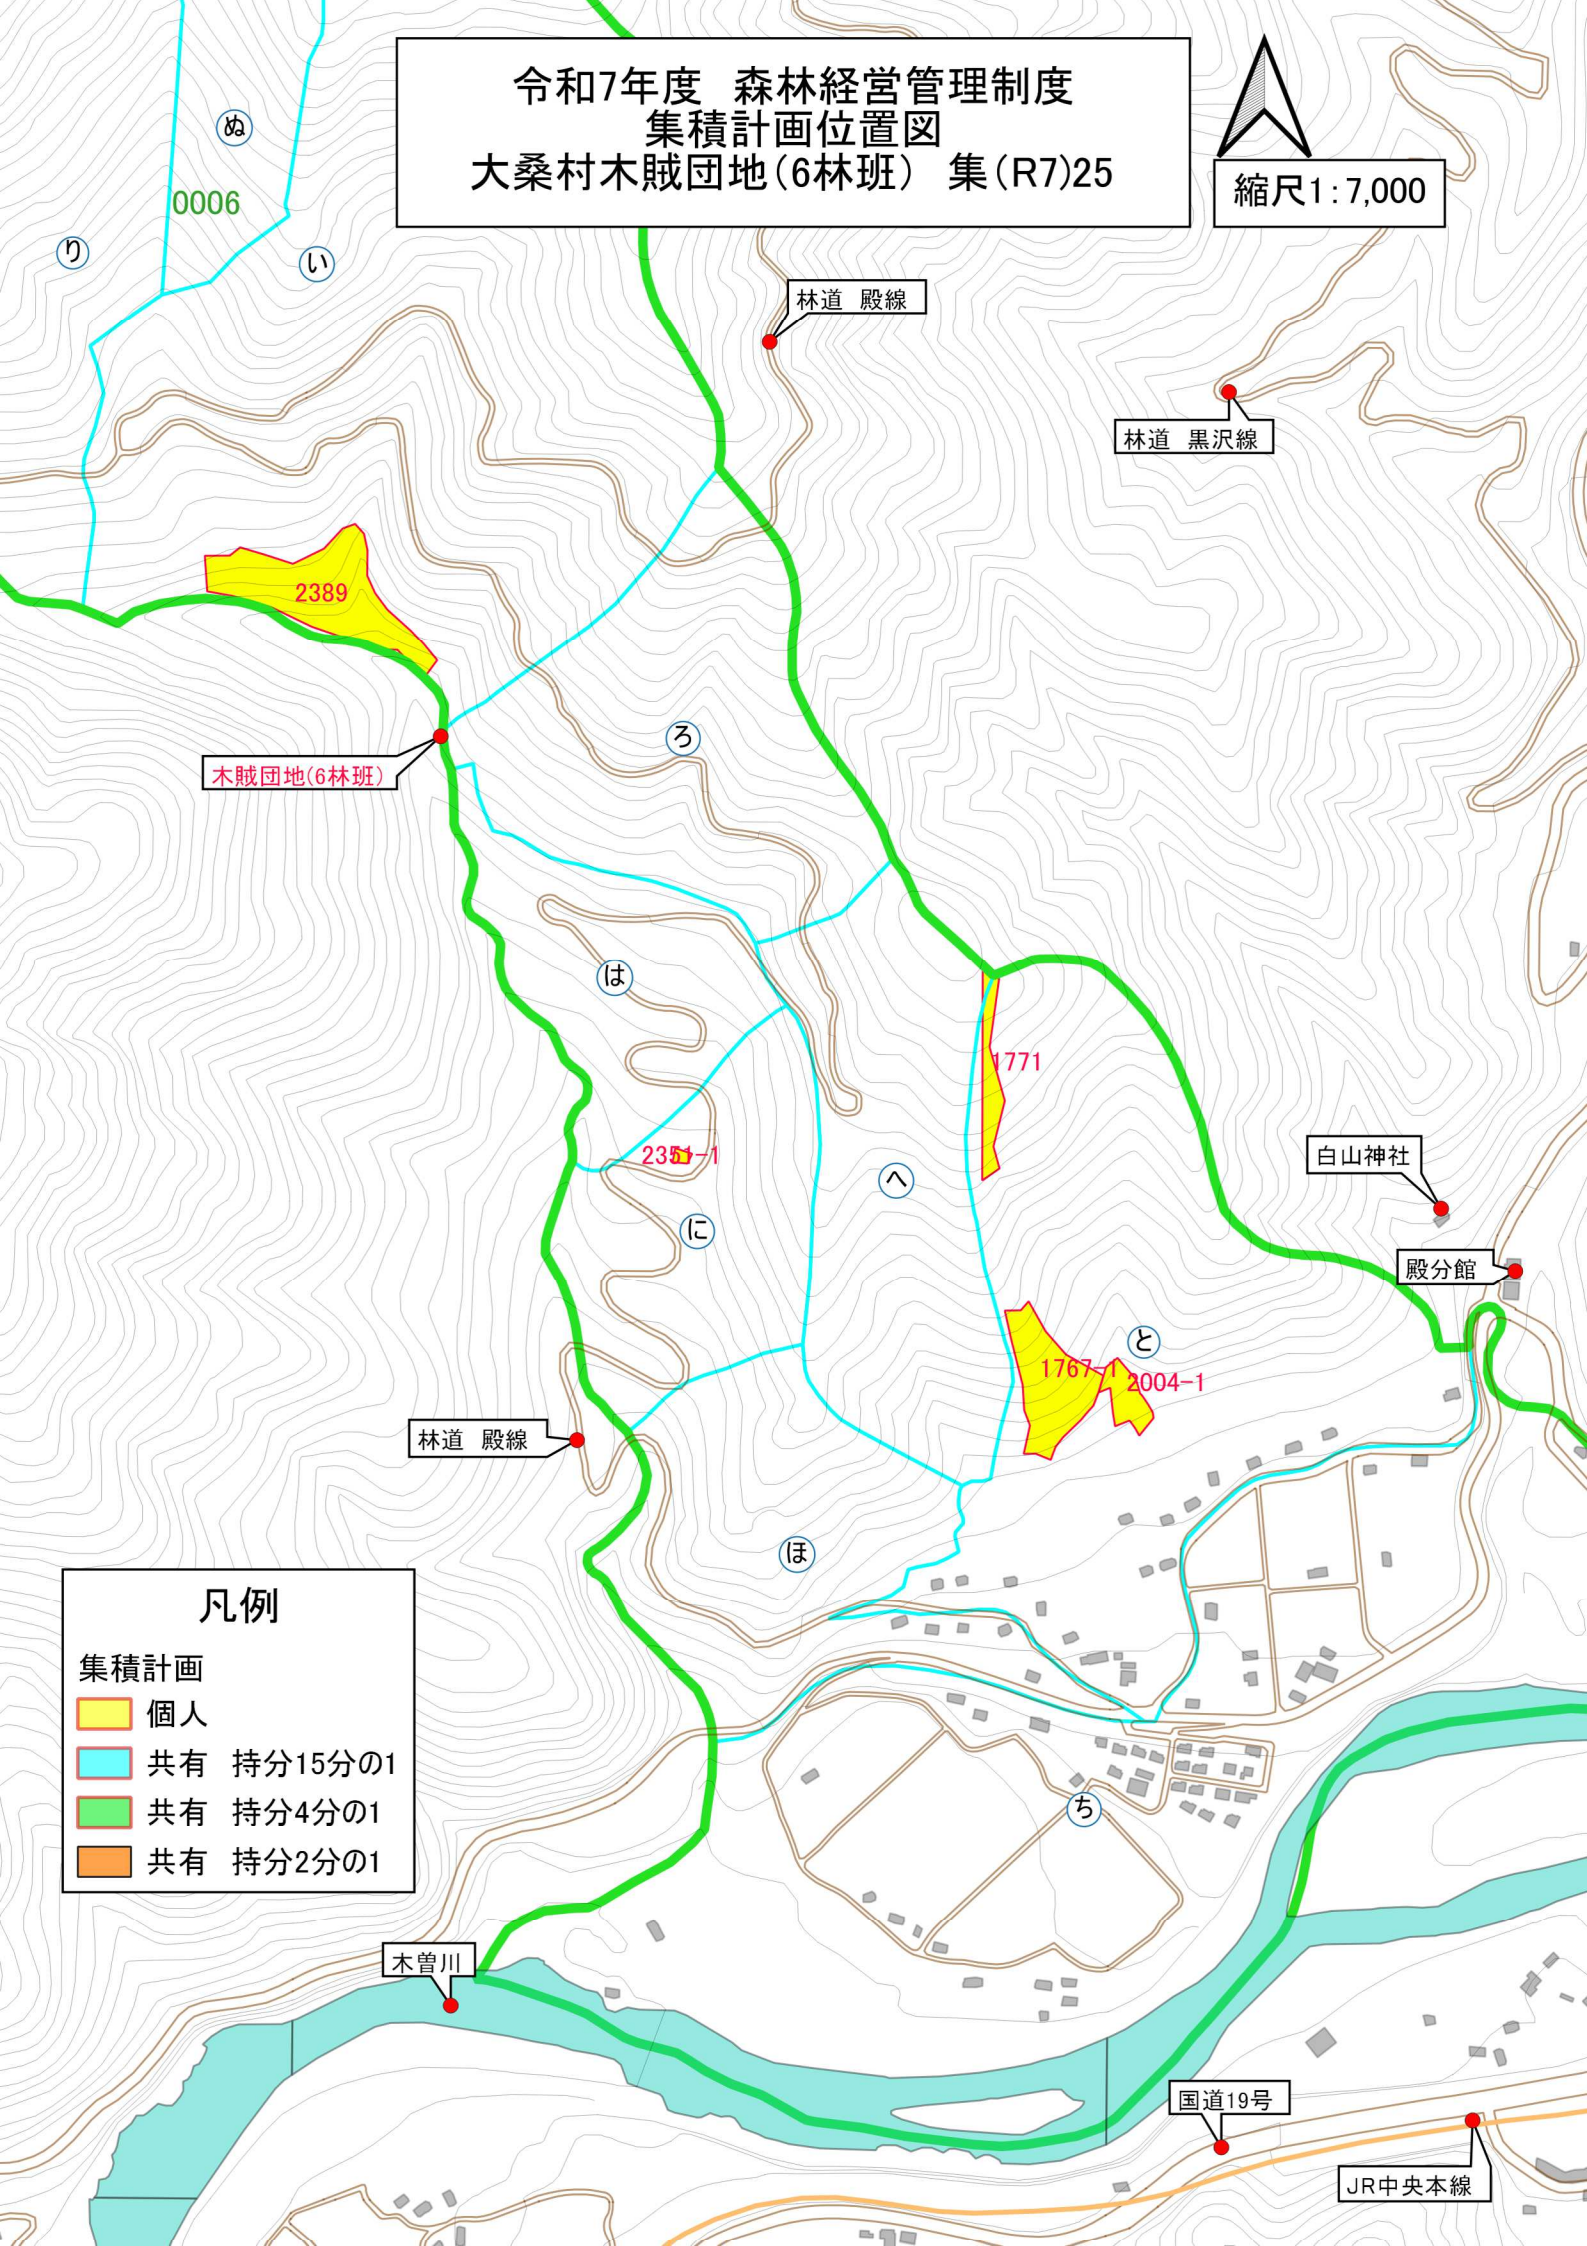 令和7年度　森林経営管理制度
集積計画位置図
大桑村木賊団地(6林班)　集(R7)25
縮尺1:7,000
ぬ
0006
り
い
林道　殿線
林道　黒沢線
2389
ろ
木賊団地(6林班)
は
1771
白山神社
へ
に
殿分館
と
1767-1
2004-1
林道　殿線
ほ
凡例
集積計画
個人
共有　持分15分の1
共有　持分4分の1
共有　持分2分の1
ち
木曽川
国道19号
JR中央本線